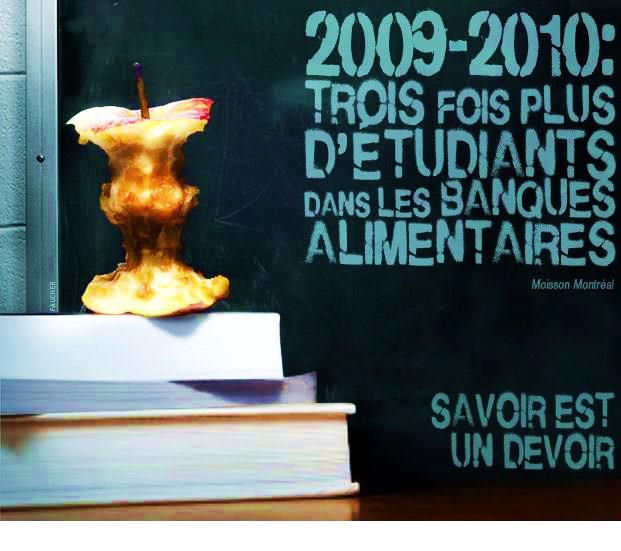 2009-2010:
TROIS FOIS PLUS
D'ETUDIANTS
DANS LES BANQUES
ALIMENTAIRES
Moisson Montréal
FAUCHER
SAVOIR EST
UN DEVOIR